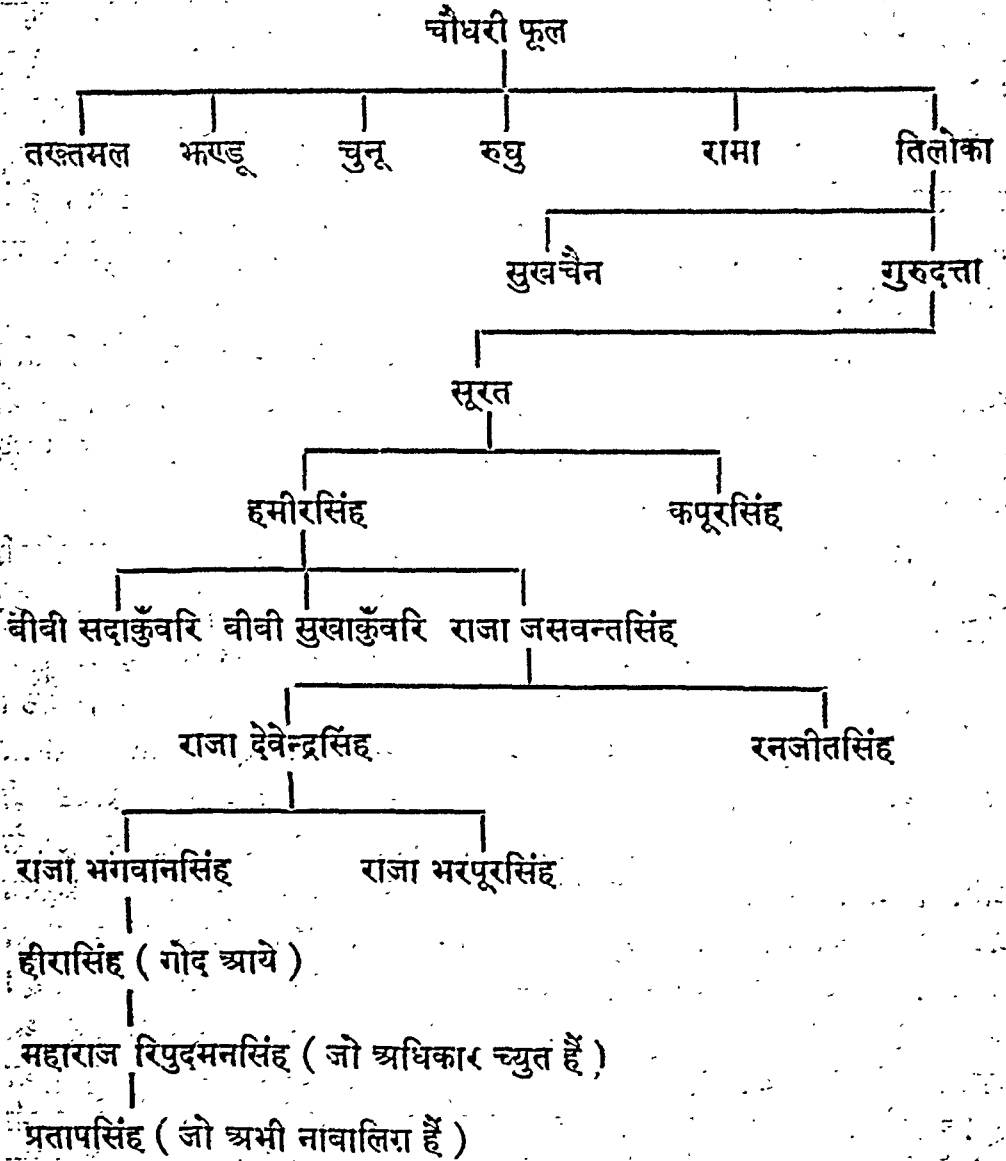 चौधरी फूल
तख़्तमल झण्डू चुनू रुघु रामा तिलोका
सुखचैन गुरुदत्ता
सूरत
हमीरसिंह कपूरसिंह
बीबी सदाकुँवरि बीबी सुखाकुँवरि राजा जसवन्तसिंह
राजा देवेन्द्रसिंह रनजीतसिंह
राजा भगवानसिंह राजा भरपूरसिंह
हीरासिंह ( गोद आये )
महाराज रिपुदमनसिंह ( जो अधिकार च्युत हैं )
प्रतापसिंह ( जो अभी नाबालिग़ हैं )